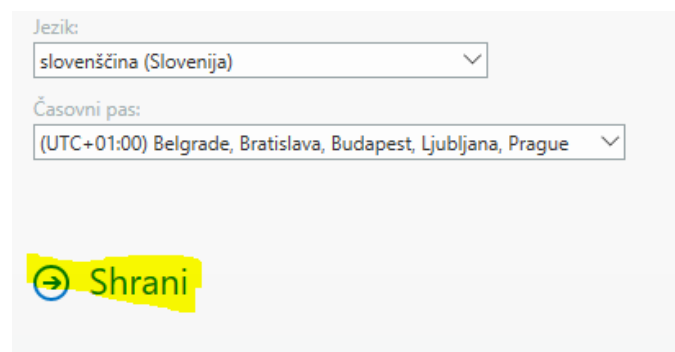 Jezik:
slovenščina (Slovenija)
Časovni pas:
(UTC+01:00) Belgrade, Bratislava, Budapest, Ljubljana, Prague
Shrani